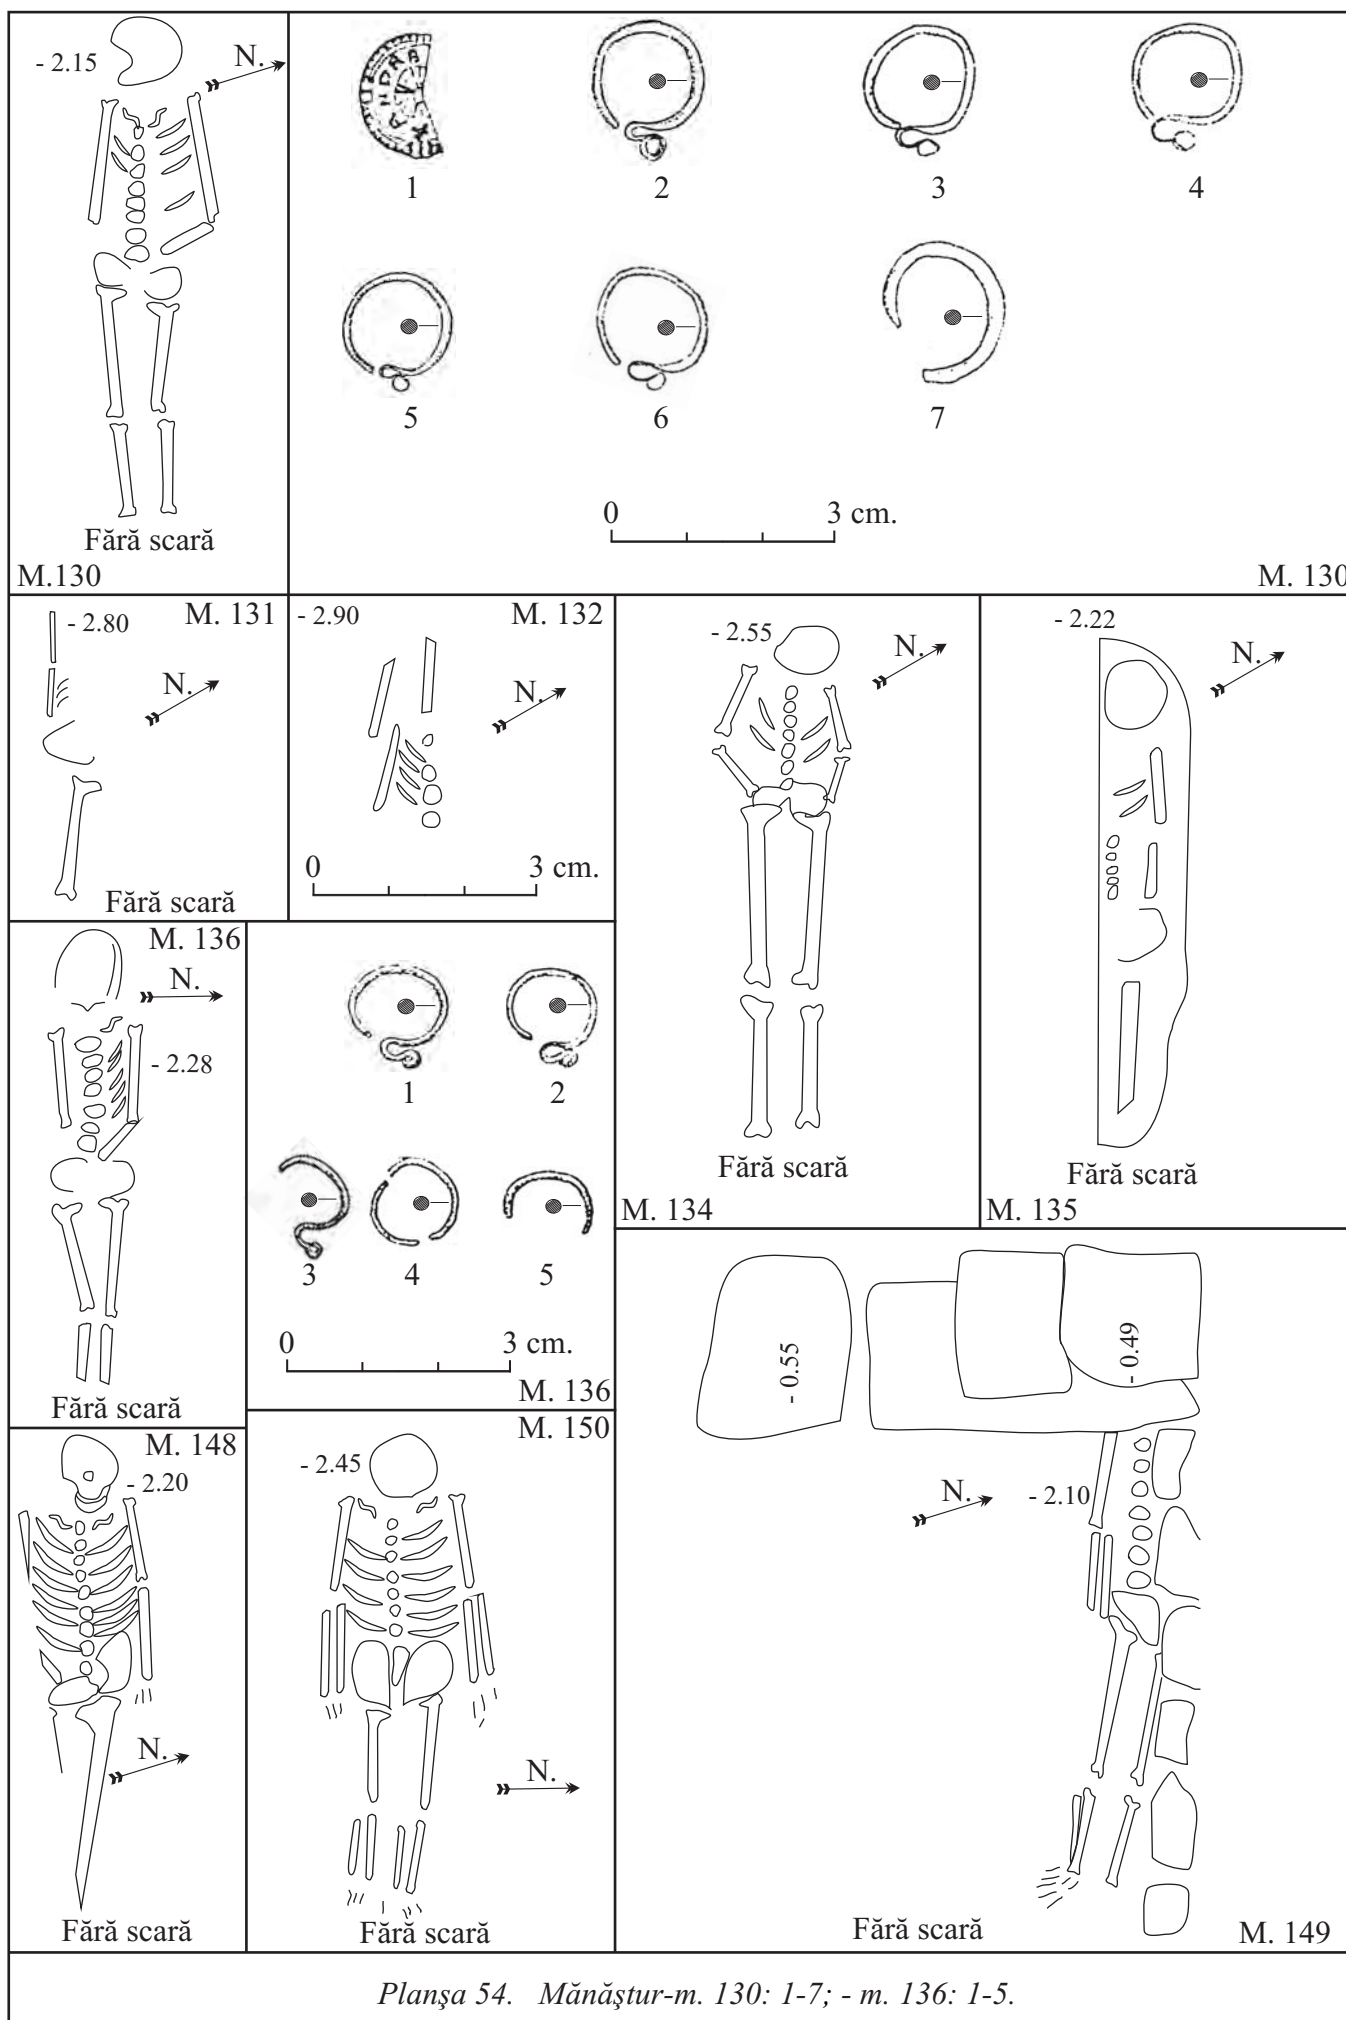 - 2.15
N.
Fără scară
M.130
1
2
3
4
5
6
7
0
3 cm.
M. 130
M. 131
- 2.80
N.
Fără scară
- 2.90
M. 132
N.
0
3 cm.
- 2.55
N.
Fără scară
M. 134
- 2.22
N.
Fără scară
M. 135
M. 136
N.
- 2.28
Fără scară
1
2
3
4
5
0
3 cm.
M. 136
M. 148
- 2.20
N.
Fără scară
M. 150
- 2.45
N.
Fără scară
- 0.55
- 0.49
N.
- 2.10
Fără scară
M. 149
Planşa 54. Mănăştur-m. 130: 1-7; - m. 136: 1-5.